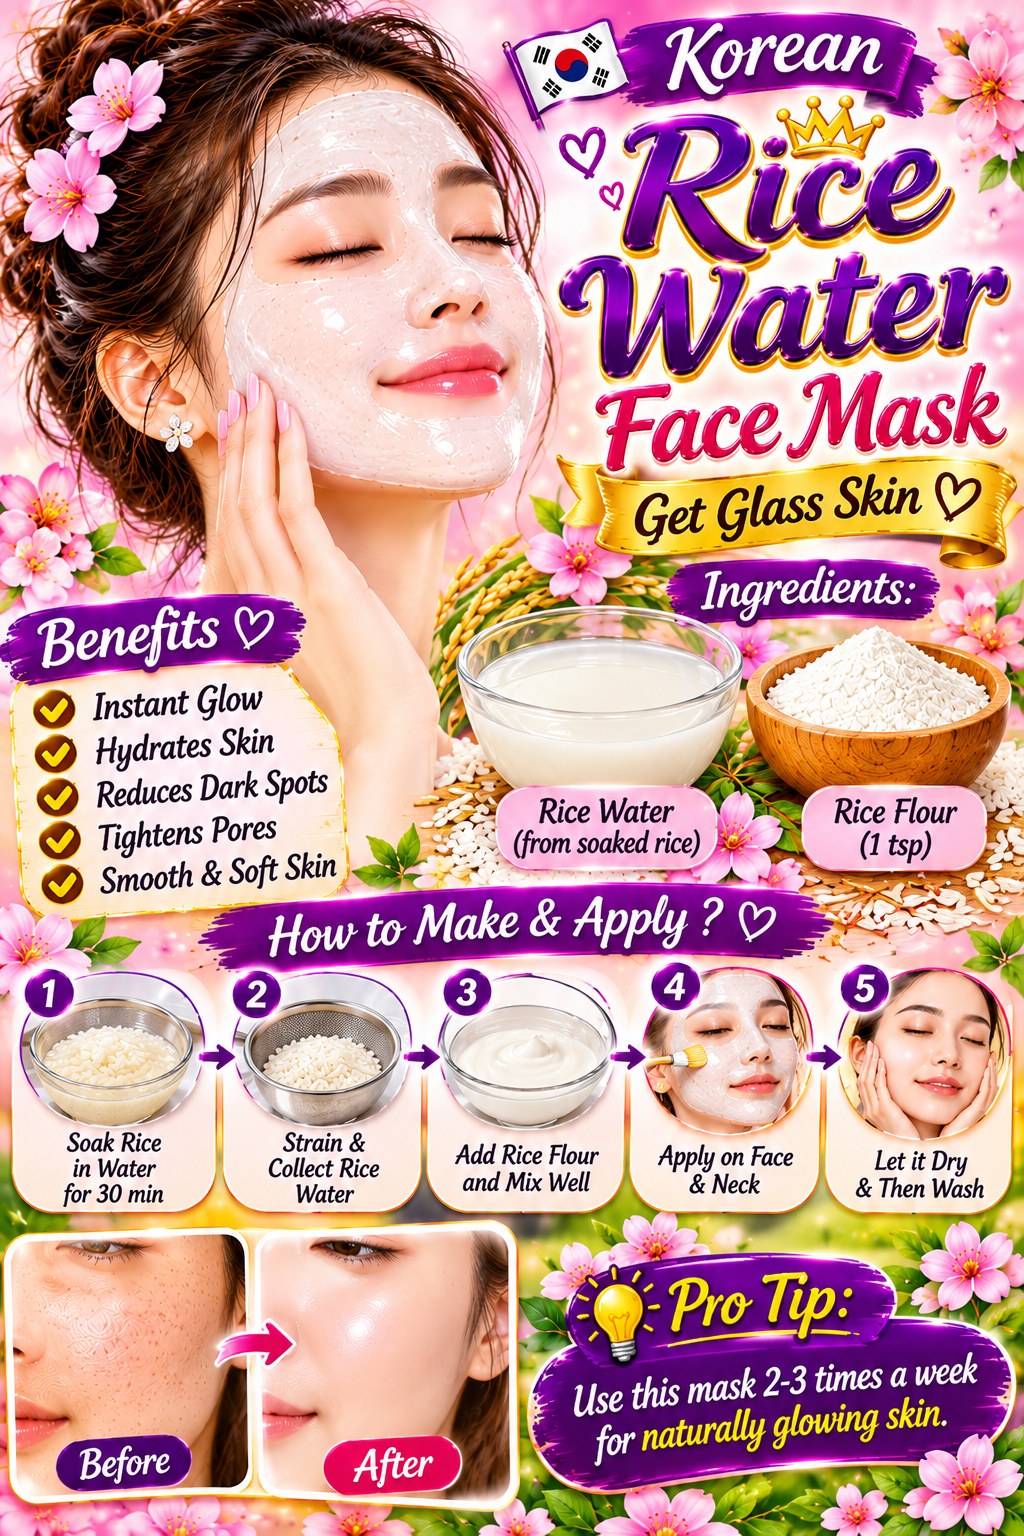 Korean
Rice
Water
Face Mask
Get Glass Skin
Ingredients:
Rice Water
(from soaked rice)
Rice Flour
(1 tsp)
Benefits
Instant Glow
Hydrates Skin
Reduces Dark Spots
Tightens Pores
Smooth & Soft Skin
How to Make & Apply ?
1
Soak Rice
in Water
for 30 min
2
Strain &
Collect Rice
Water
3
Add Rice Flour
and Mix Well
4
Apply on Face
& Neck
5
Let it Dry
& Then Wash
Before
After
Pro Tip:
Use this mask 2-3 times a week
for naturally glowing skin.